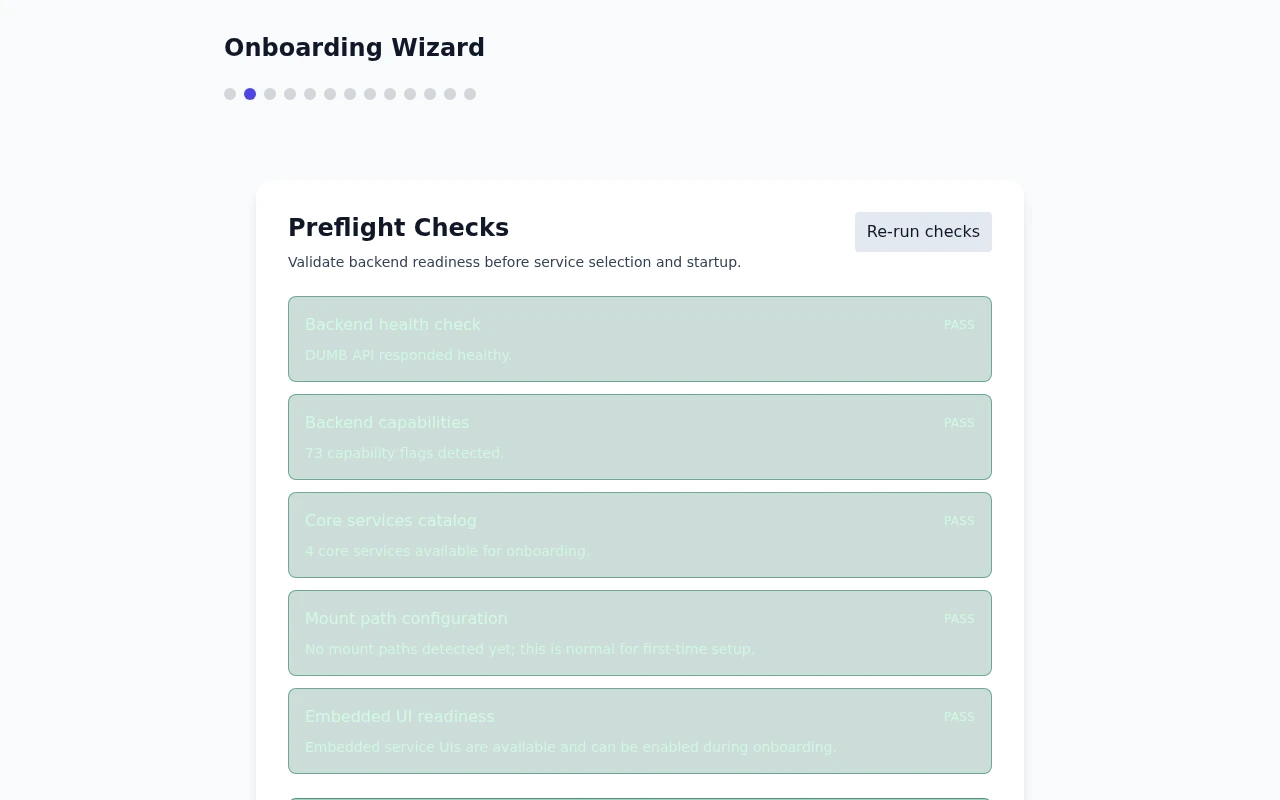 Onboarding Wizard
Preflight Checks
Re-run checks
Validate backend readiness before service selection and startup.
Backend health check
PASS
DUMB API responded healthy.
Backend capabilities
PASS
73 capability flags detected.
Core services catalog
PASS
4 core services available for onboarding.
Mount path configuration
PASS
No mount paths detected yet; this is normal for first-time setup.
Embedded UI readiness
PASS
Embedded service UIs are available and can be enabled during onboarding.